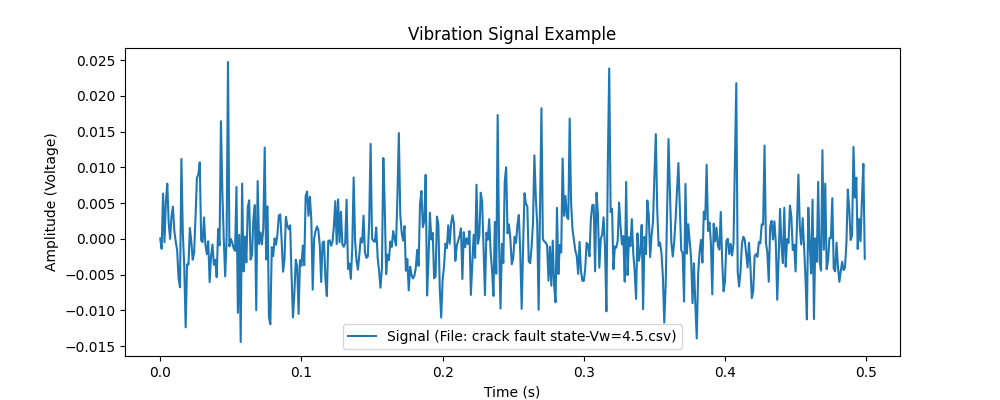 Vibration Signal Example
Amplitude (Voltage)
0.025
0.020
0.015
0.010
0.005
0.000
−0.005
−0.010
−0.015
Signal (File: crack fault state-Vw=4.5.csv)
0.0 0.1 0.2 0.3 0.4 0.5
Time (s)